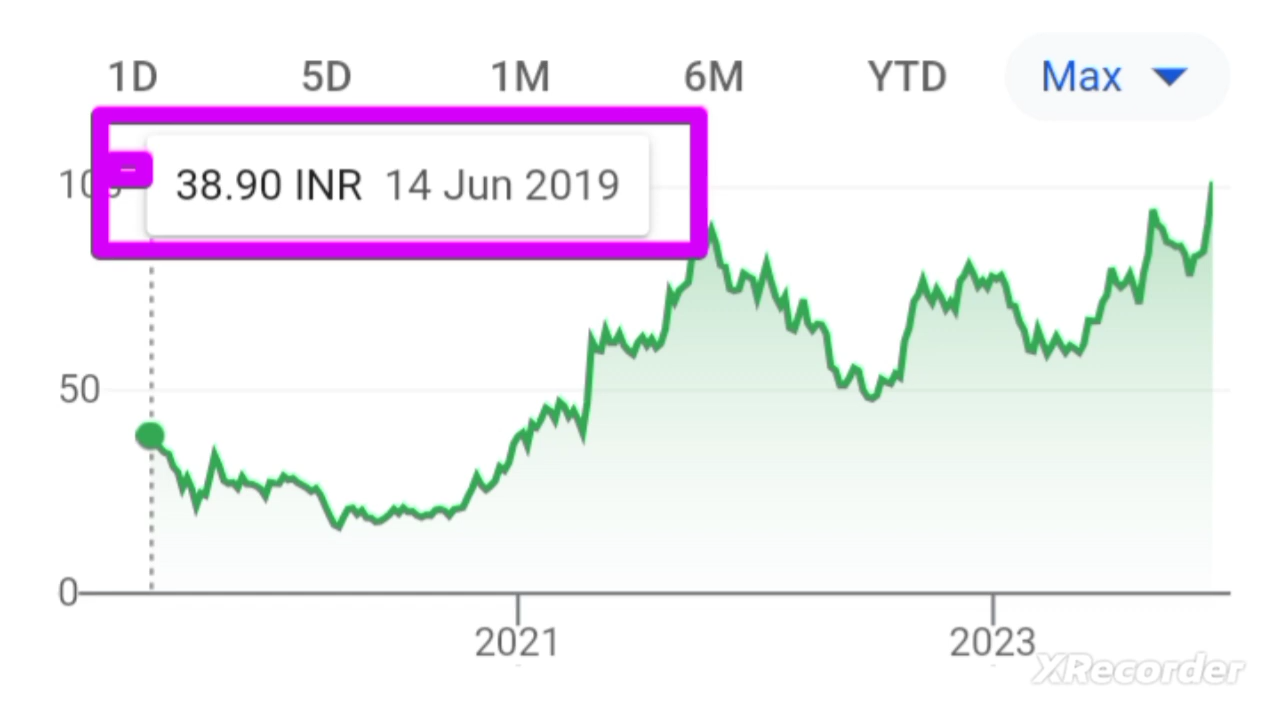 1D 5D 1M 6M YTD Max
38.90 INR 14 Jun 2019
50
0
2021 2023
XRecorder